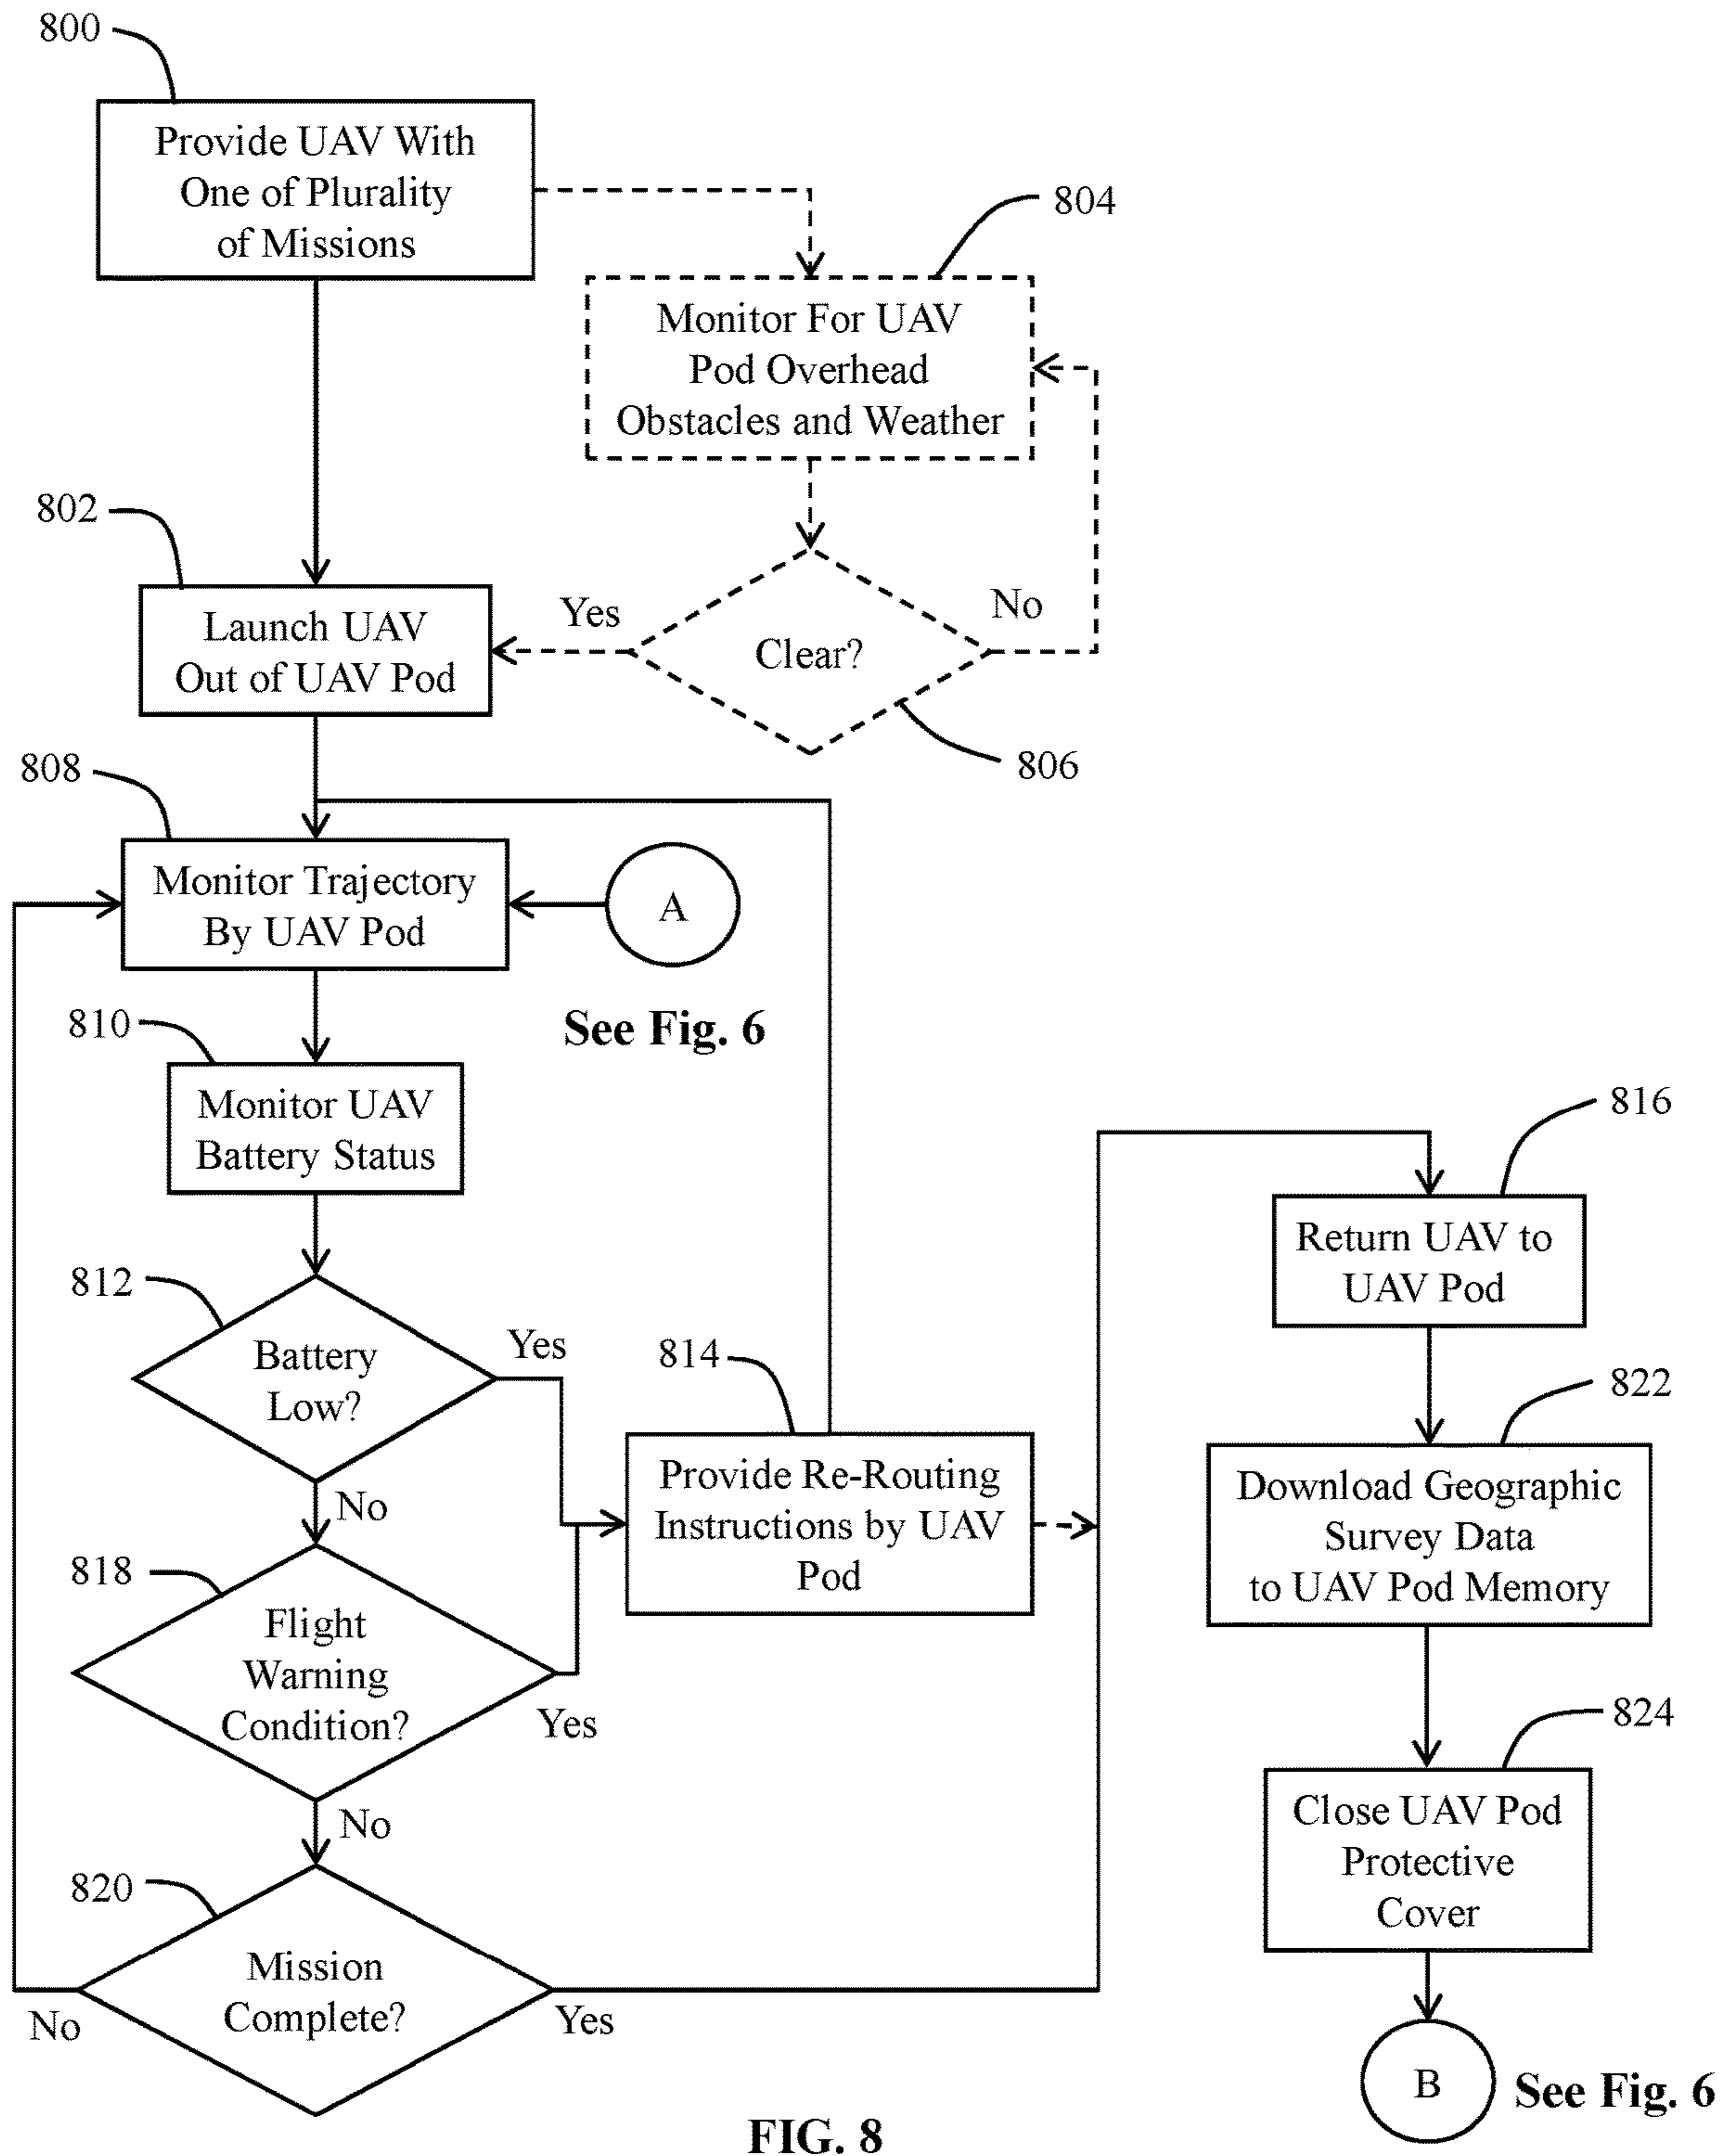 800
Provide UAV With
One of Plurality
of Missions
804
Monitor For UAV
Pod Overhead
Obstacles and Weather
802
Launch UAV
Out of UAV Pod
Yes
Clear?
No
806
808
Monitor Trajectory
By UAV Pod
A
See Fig. 6
810
Monitor UAV
Battery Status
812
Battery
Low?
Yes
No
814
Provide Re-Routing
Instructions by UAV
Pod
818
Flight
Warning
Condition?
Yes
No
820
Mission
Complete?
No
Yes
816
Return UAV to
UAV Pod
822
Download Geographic
Survey Data
to UAV Pod Memory
824
Close UAV Pod
Protective
Cover
B
See Fig. 6
FIG. 8